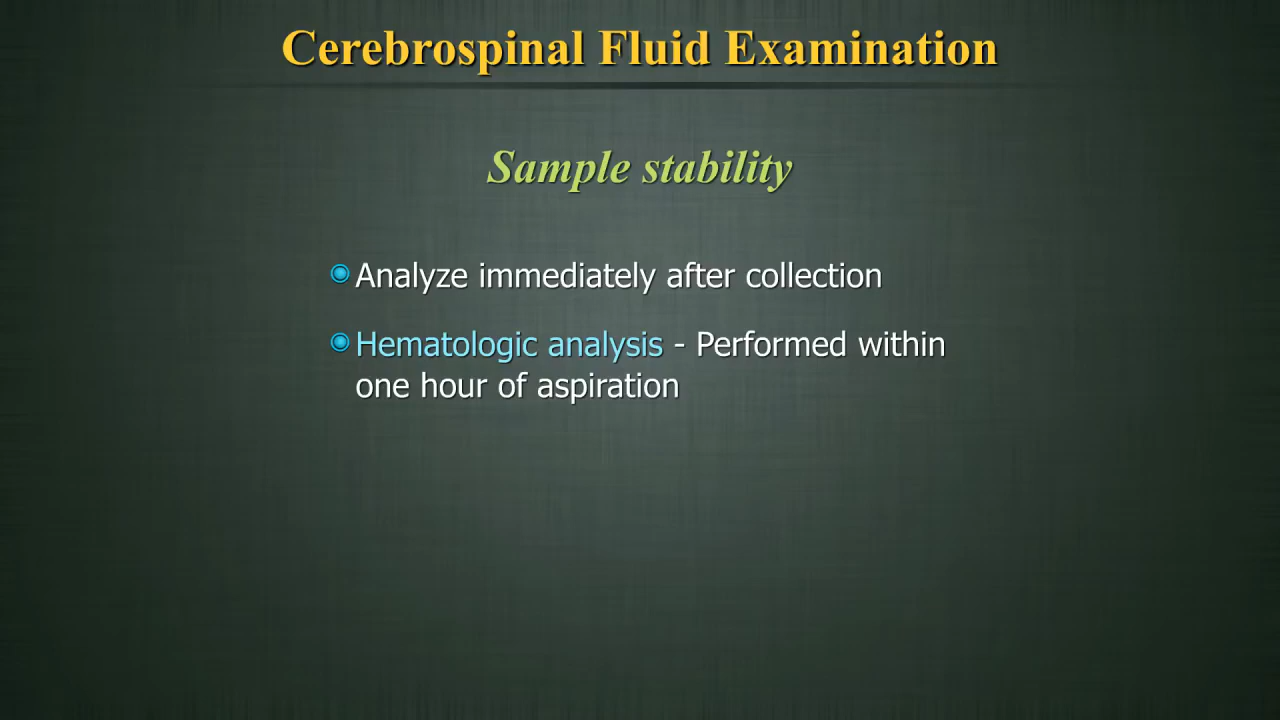 Cerebrospinal Fluid Examination
Sample stability
Analyze immediately after collection
Hematologic analysis - Performed within
one hour of aspiration